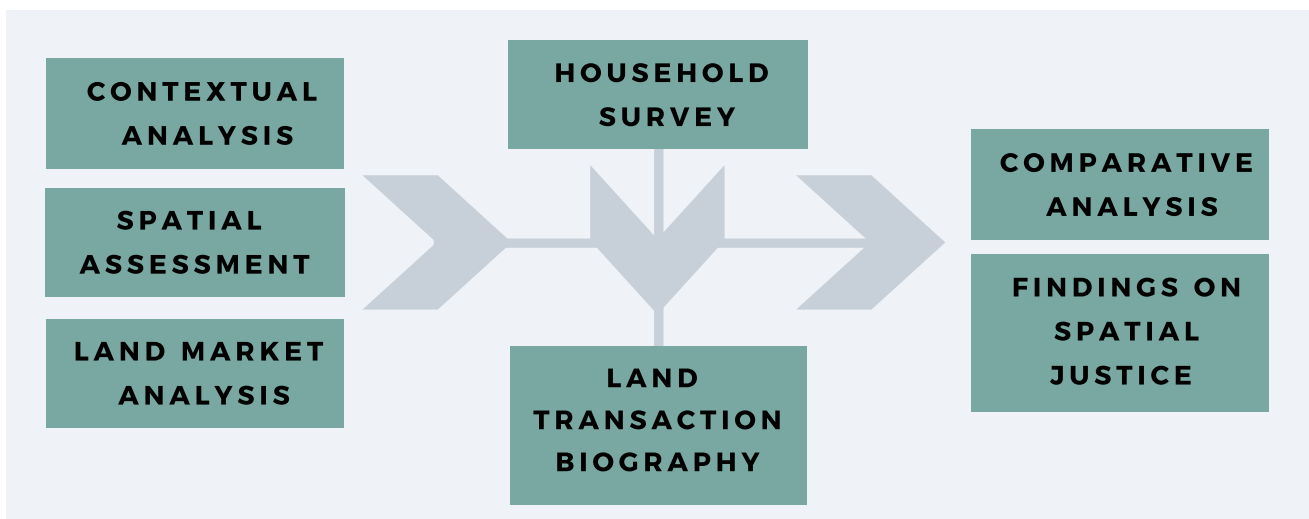 CONTEXTUAL
ANALYSIS
SPATIAL
ASSESSMENT
LAND MARKET
ANALYSIS
HOUSEHOLD
SURVEY
LAND
TRANSACTION
BIOGRAPHY
COMPARATIVE
ANALYSIS
FINDINGS ON
SPATIAL
JUSTICE